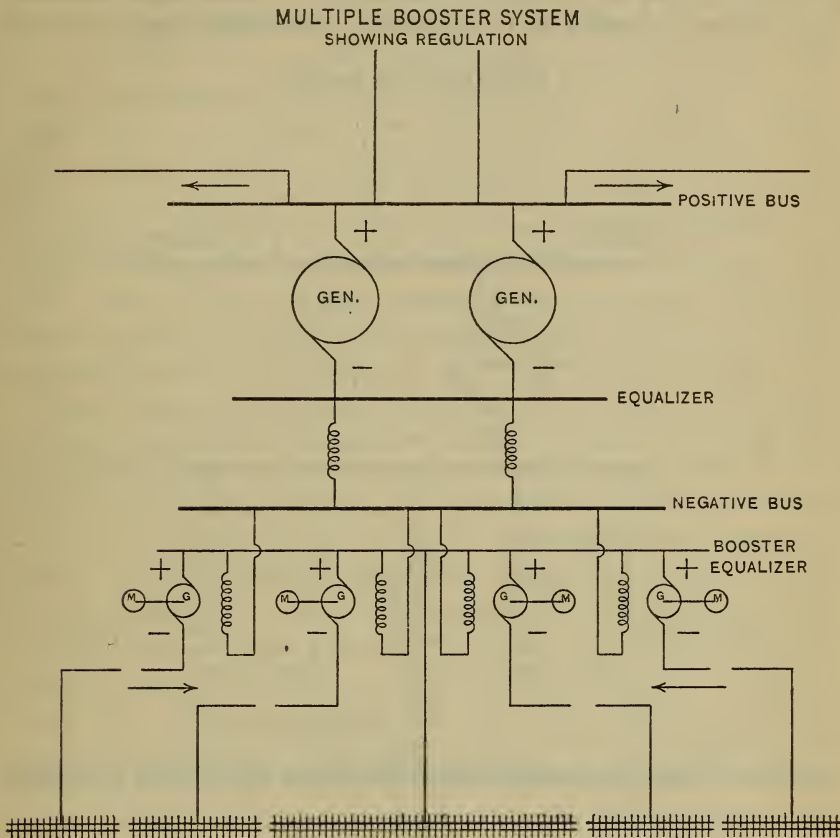 MULTIPLE BOOSTER SYSTEM
SHOWING REGULATION
POSITIVE BUS
+ +
GEN. GEN.
— —
EQUALIZER
NEGATIVE BUS
BOOSTER
EQUALIZER
+ + + +
M G M G G M G M
— — — —